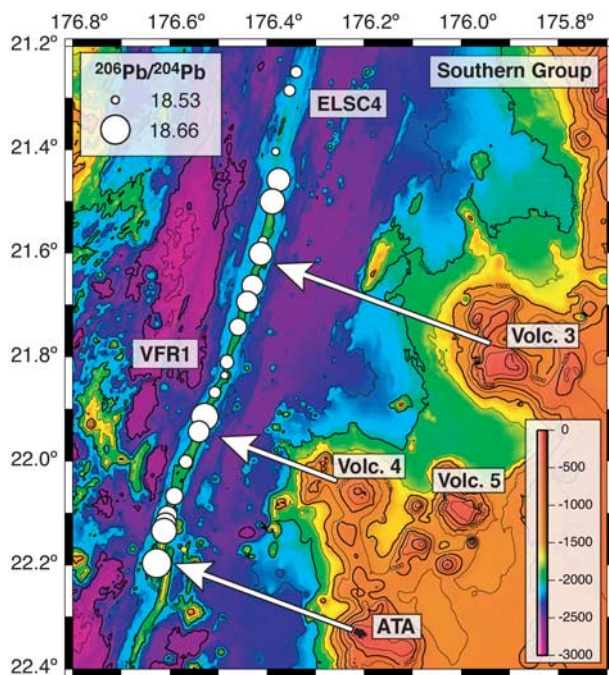 176.8° 176.6° 176.4° 176.2° 176.0° 175.8°
21.2°
21.4°
21.6°
21.8°
22.0°
22.2°
22.4°
²⁰⁶Pb/²⁰⁴Pb
18.53
18.66
Southern Group
ELSC4
Volc. 3
VFR1
Volc. 4
Volc. 5
ATA
0
-500
-1000
-1500
-2000
-2500
-3000